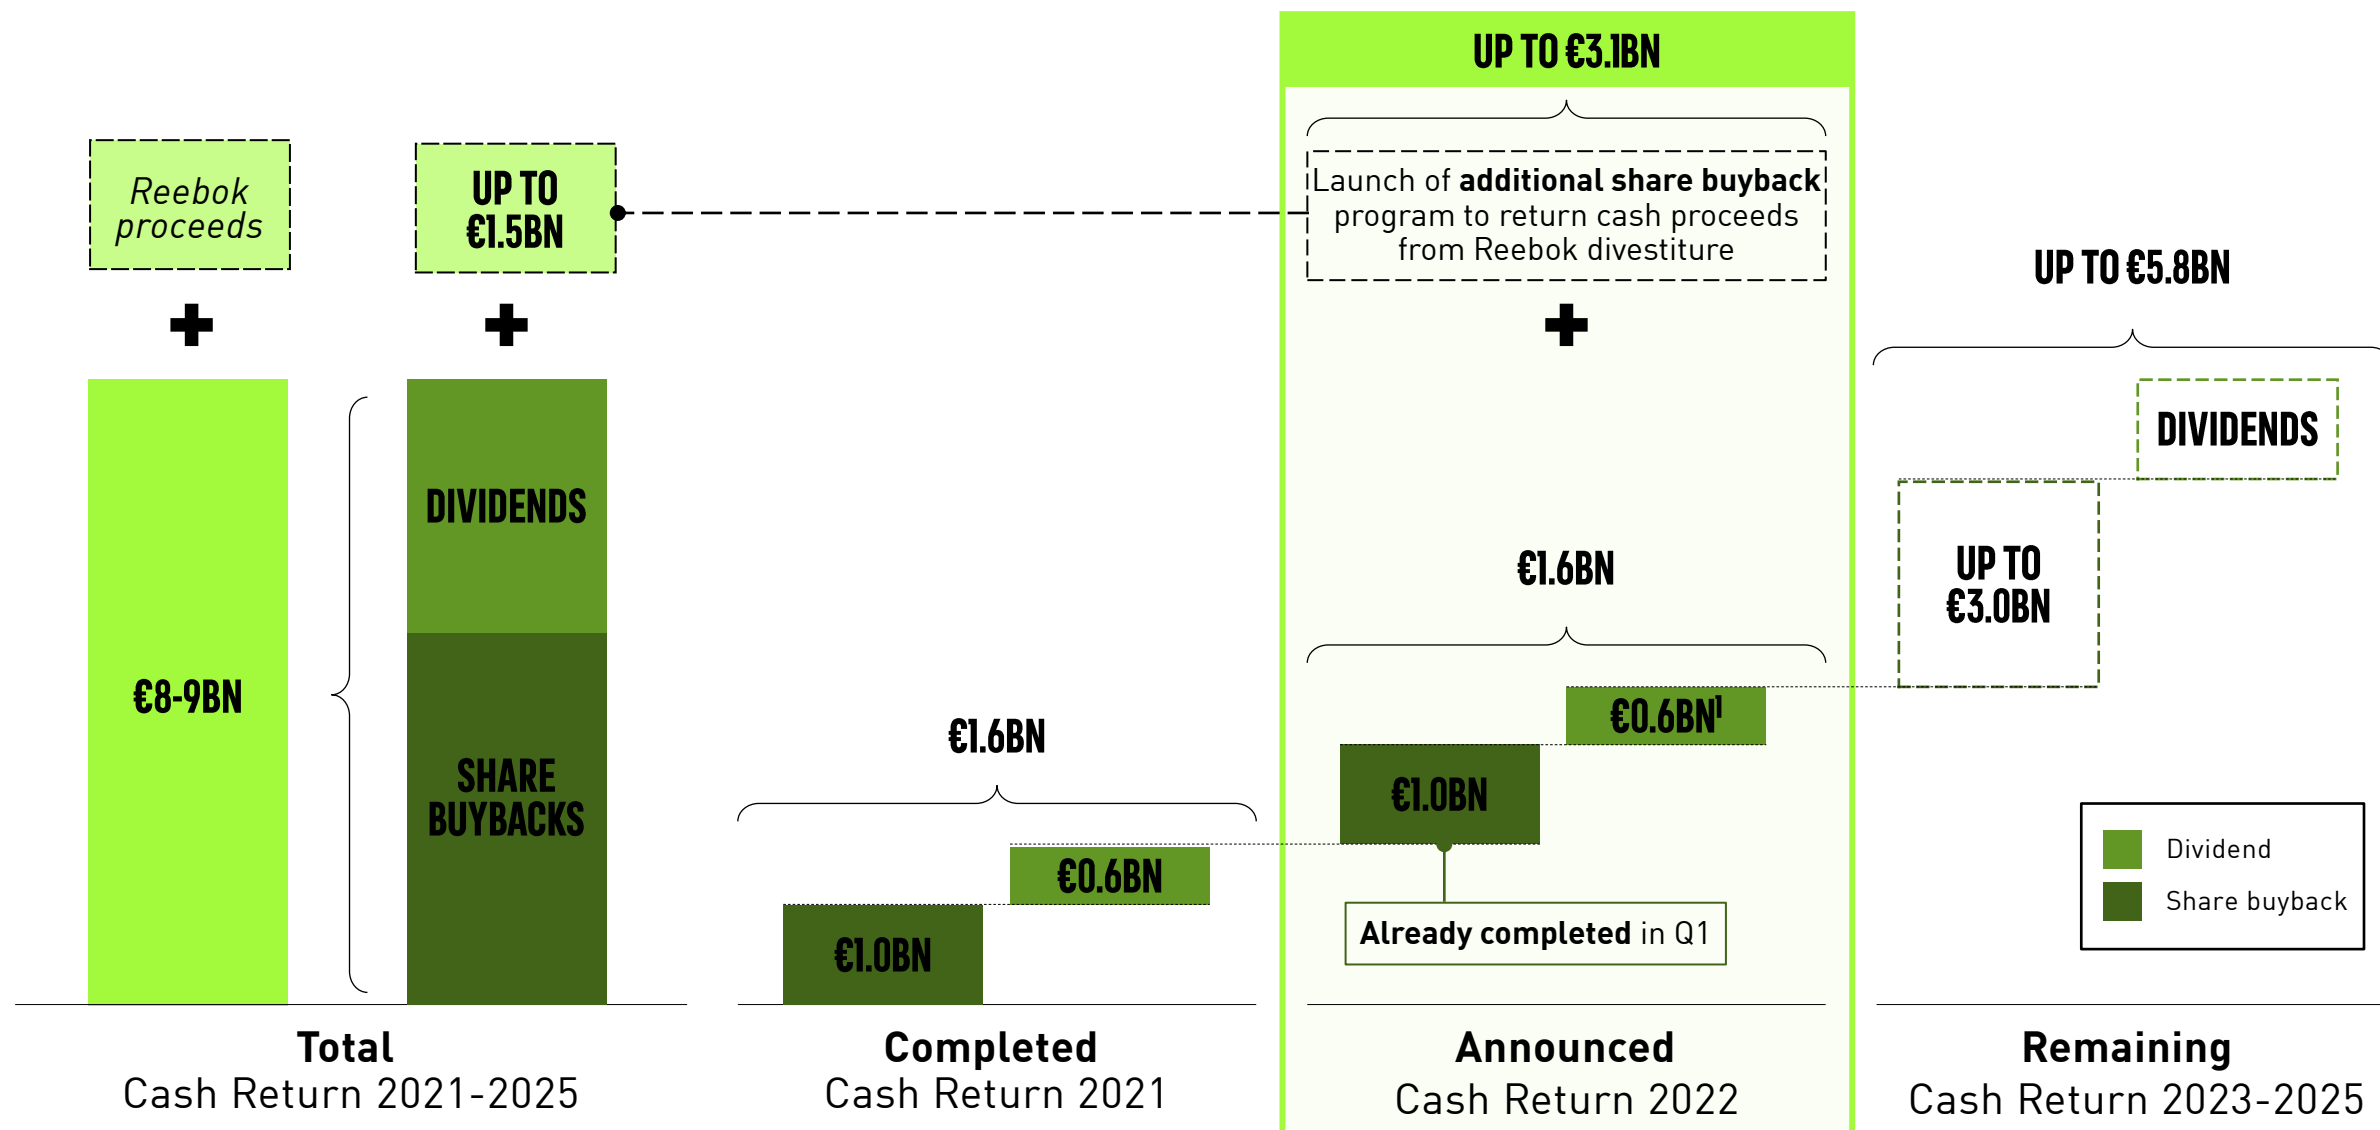 UP TO €3.1BN
Reebok
proceeds
UP TO
€1.5BN
Launch of additional share buyback
program to return cash proceeds
from Reebok divestiture
UP TO €5.8BN
€8-9BN
DIVIDENDS
SHARE
BUYBACKS
€1.6BN
€1.0BN
€0.6BN
€1.6BN
€1.0BN
€0.6BN¹
Already completed in Q1
UP TO
€3.0BN
DIVIDENDS
Dividend
Share buyback
Total
Cash Return 2021-2025
Completed
Cash Return 2021
Announced
Cash Return 2022
Remaining
Cash Return 2023-2025